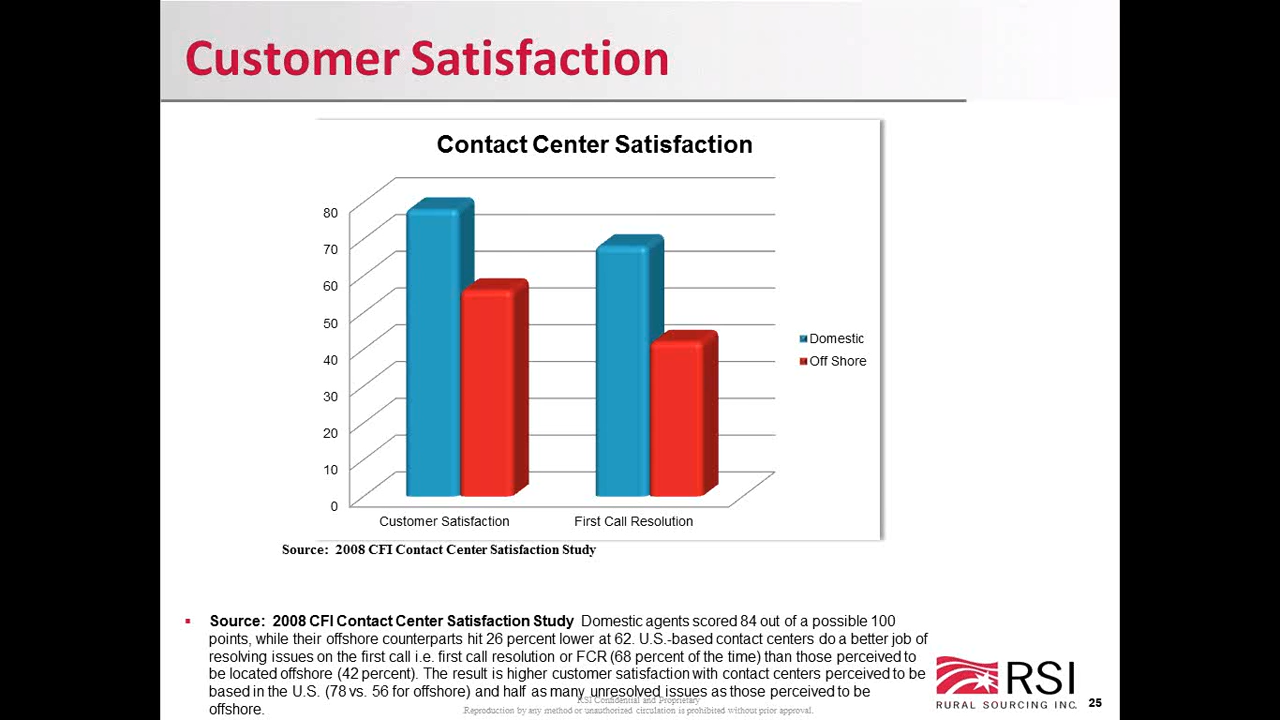 Customer Satisfaction
Contact Center Satisfaction
80
70
60
50
40
30
20
10
0
Domestic
Off Shore
Customer Satisfaction
First Call Resolution
Source: 2008 CFI Contact Center Satisfaction Study
▪ Source: 2008 CFI Contact Center Satisfaction Study Domestic agents scored 84 out of a possible 100
points, while their offshore counterparts hit 26 percent lower at 62. U.S.-based contact centers do a better job of
resolving issues on the first call i.e. first call resolution or FCR (68 percent of the time) than those perceived to
be located offshore (42 percent). The result is higher customer satisfaction with contact centers perceived to be
based in the U.S. (78 vs. 56 for offshore) and half as many unresolved issues as those perceived to be
offshore.
RSI Confidential and Proprietary
Reproduction by any method or unauthorized circulation is prohibited without prior approval.
RSI
RURAL SOURCING INC.
25